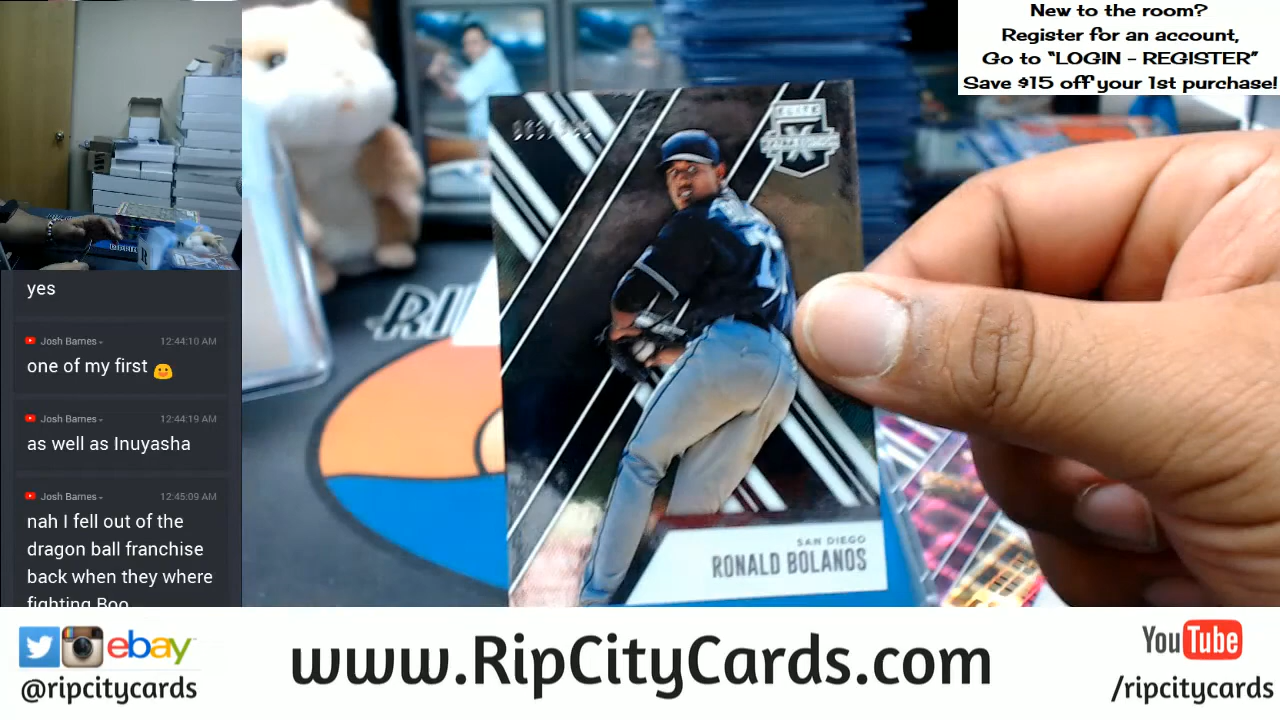 New to the room?
Register for an account,
Go to "LOGIN - REGISTER"
Save $15 off your 1st purchase!
yes
Josh Barnes
12:44:10 AM
one of my first
Josh Barnes
12:44:19 AM
as well as Inuyasha
Josh Barnes
12:45:09 AM
nah I fell out of the
dragon ball franchise
back when they where
fighting Boo
ELITE
EXTRA EDITION
X
SAN DIEGO
RONALD BOLANOS
ebay
@ripcitycards
www.RipCityCards.com
YouTube
/ripcitycards